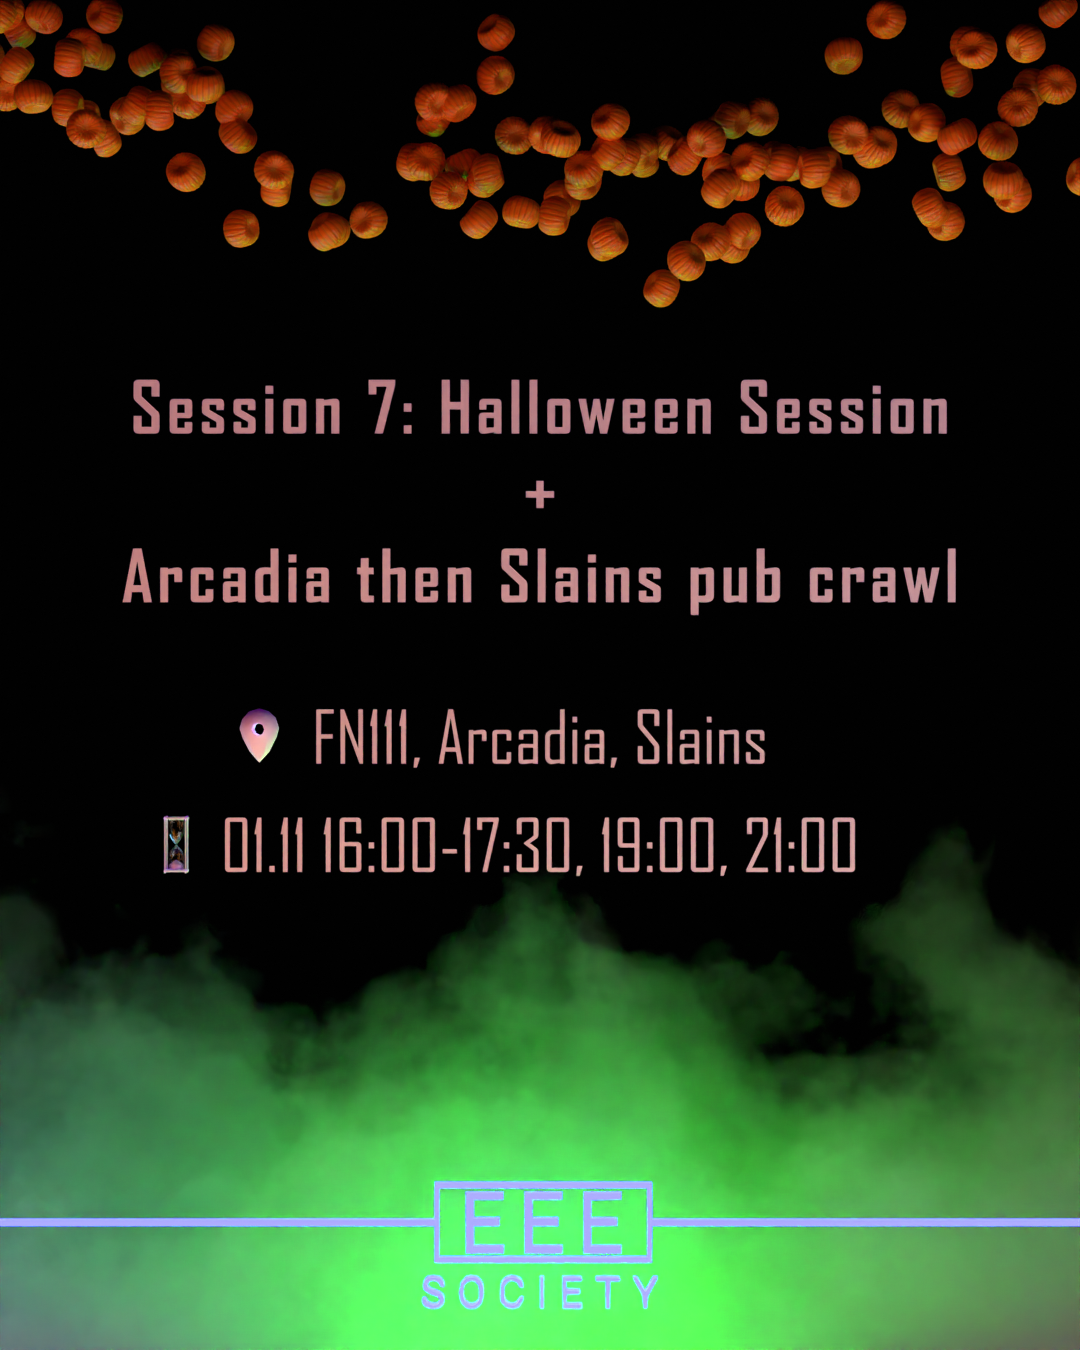 Session 7: Halloween Session
+
Arcadia then Slains pub crawl
FN111, Arcadia, Slains
01.11 16:00-17:30, 19:00, 21:00
EEE
SOCIETY